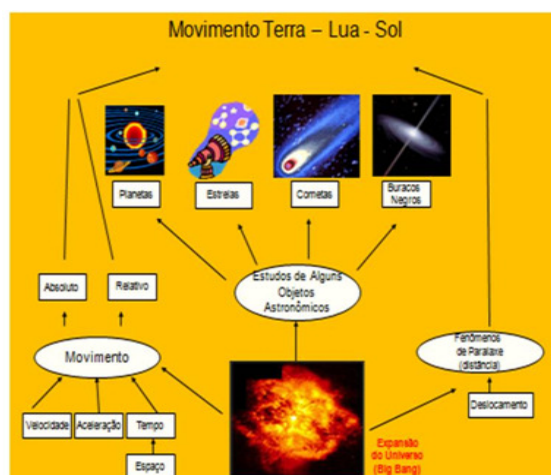 Movimento Terra – Lua - Sol
Planetas
Estrelas
Cometas
Buracos
Negros
Estudos de Alguns
Objetos
Astronômicos
Absoluto
Relativo
Movimento
Fenômenos
de Paralaxe
(distância)
Velocidade
Aceleração
Tempo
Deslocamento
Espaço
Expansão
do Universo
(Big Bang)